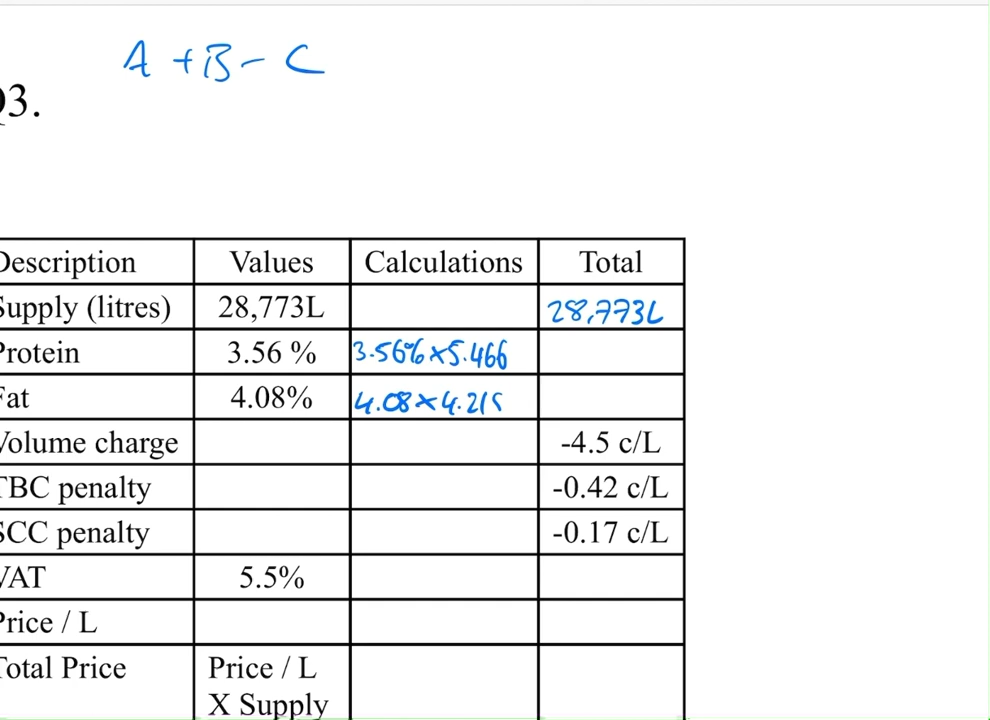 A + B - C
Q3.
Description Values Calculations Total
Supply (litres) 28,773L 28,773L
Protein 3.56 % 3.56%×5.466
Fat 4.08% 4.08×4.215
Volume charge -4.5 c/L
TBC penalty -0.42 c/L
SCC penalty -0.17 c/L
VAT 5.5%
Price / L
Total Price Price / L
X Supply